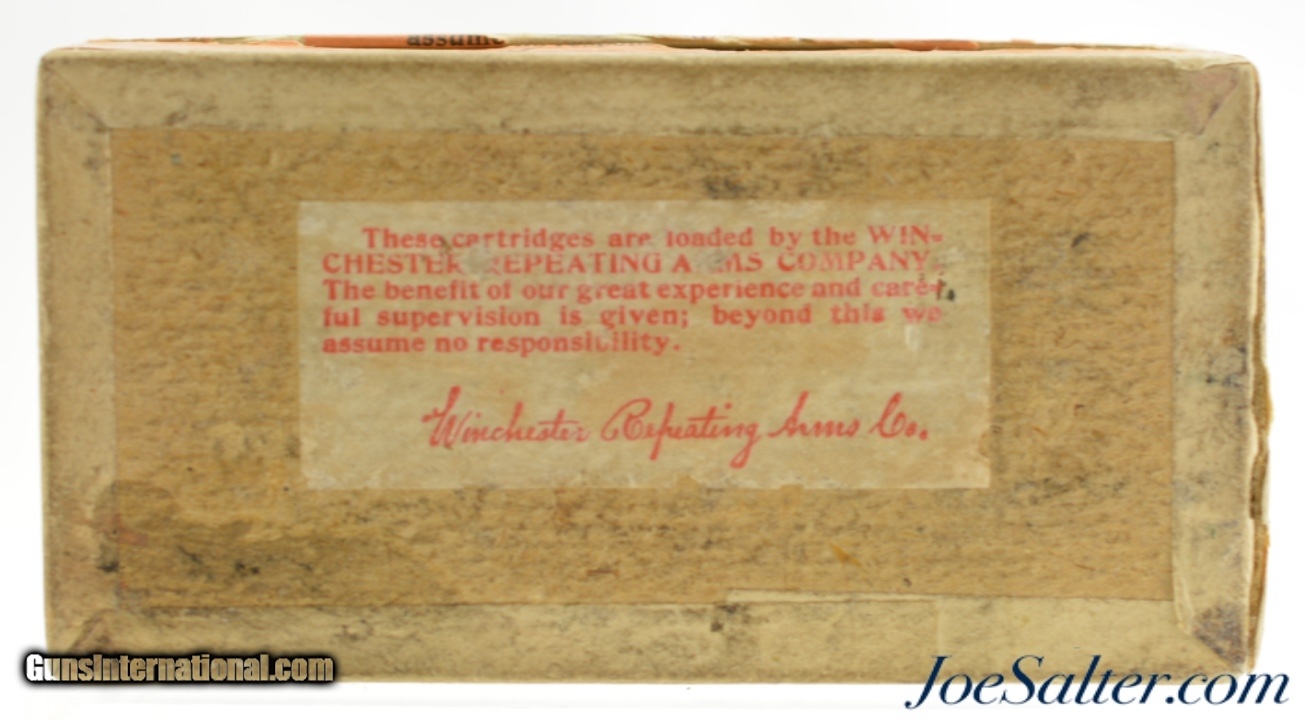 assume
These cartridges are loaded by the WIN-
CHESTER REPEATING ARMS COMPANY.
The benefit of our great experience and care-
ful supervision is given; beyond this we
assume no responsibility.
Winchester Repeating Arms Co.
GunsInternational.com
JoeSalter.com